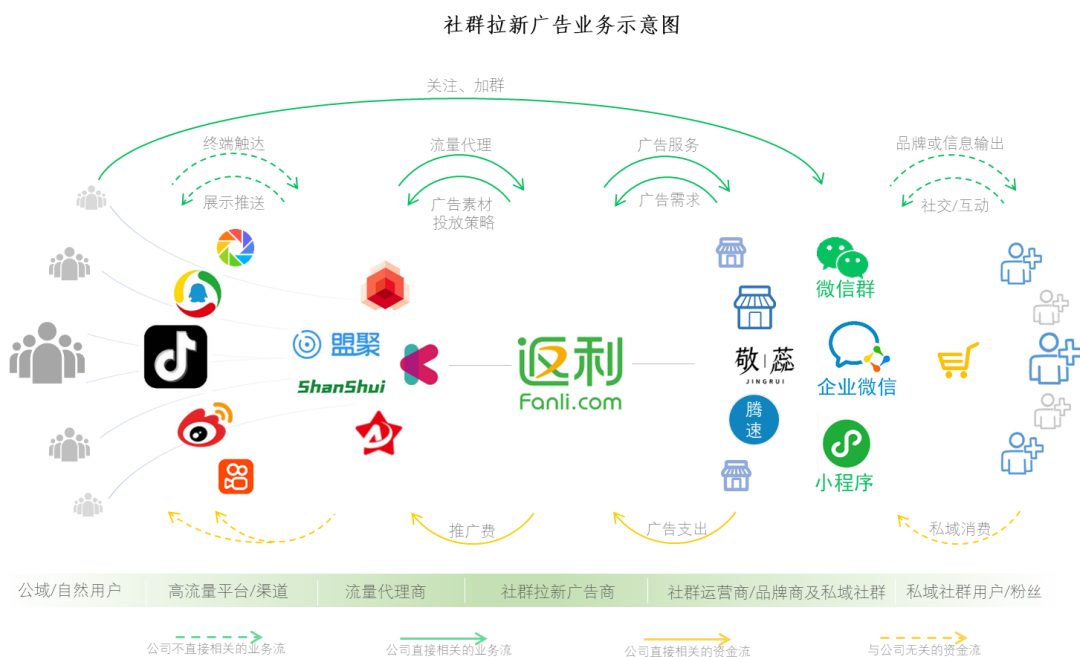 社群拉新广告业务示意图
关注、加群
终端触达
流量代理
广告服务
品牌或信息输出
展示推送
广告素材
投放策略
广告需求
社交/互动
微信群
盟聚
ShanShui
返利
Fanli.com
敬蕊
JINGRUI
企业微信
腾
速
小程序
推广费
广告支出
私域消费
公域/自然用户
高流量平台/渠道
流量代理商
社群拉新广告商
社群运营商/品牌商及私域社群
私域社群用户/粉丝
公司不直接相关的业务流
公司直接相关的业务流
公司直接相关的资金流
与公司无关的资金流